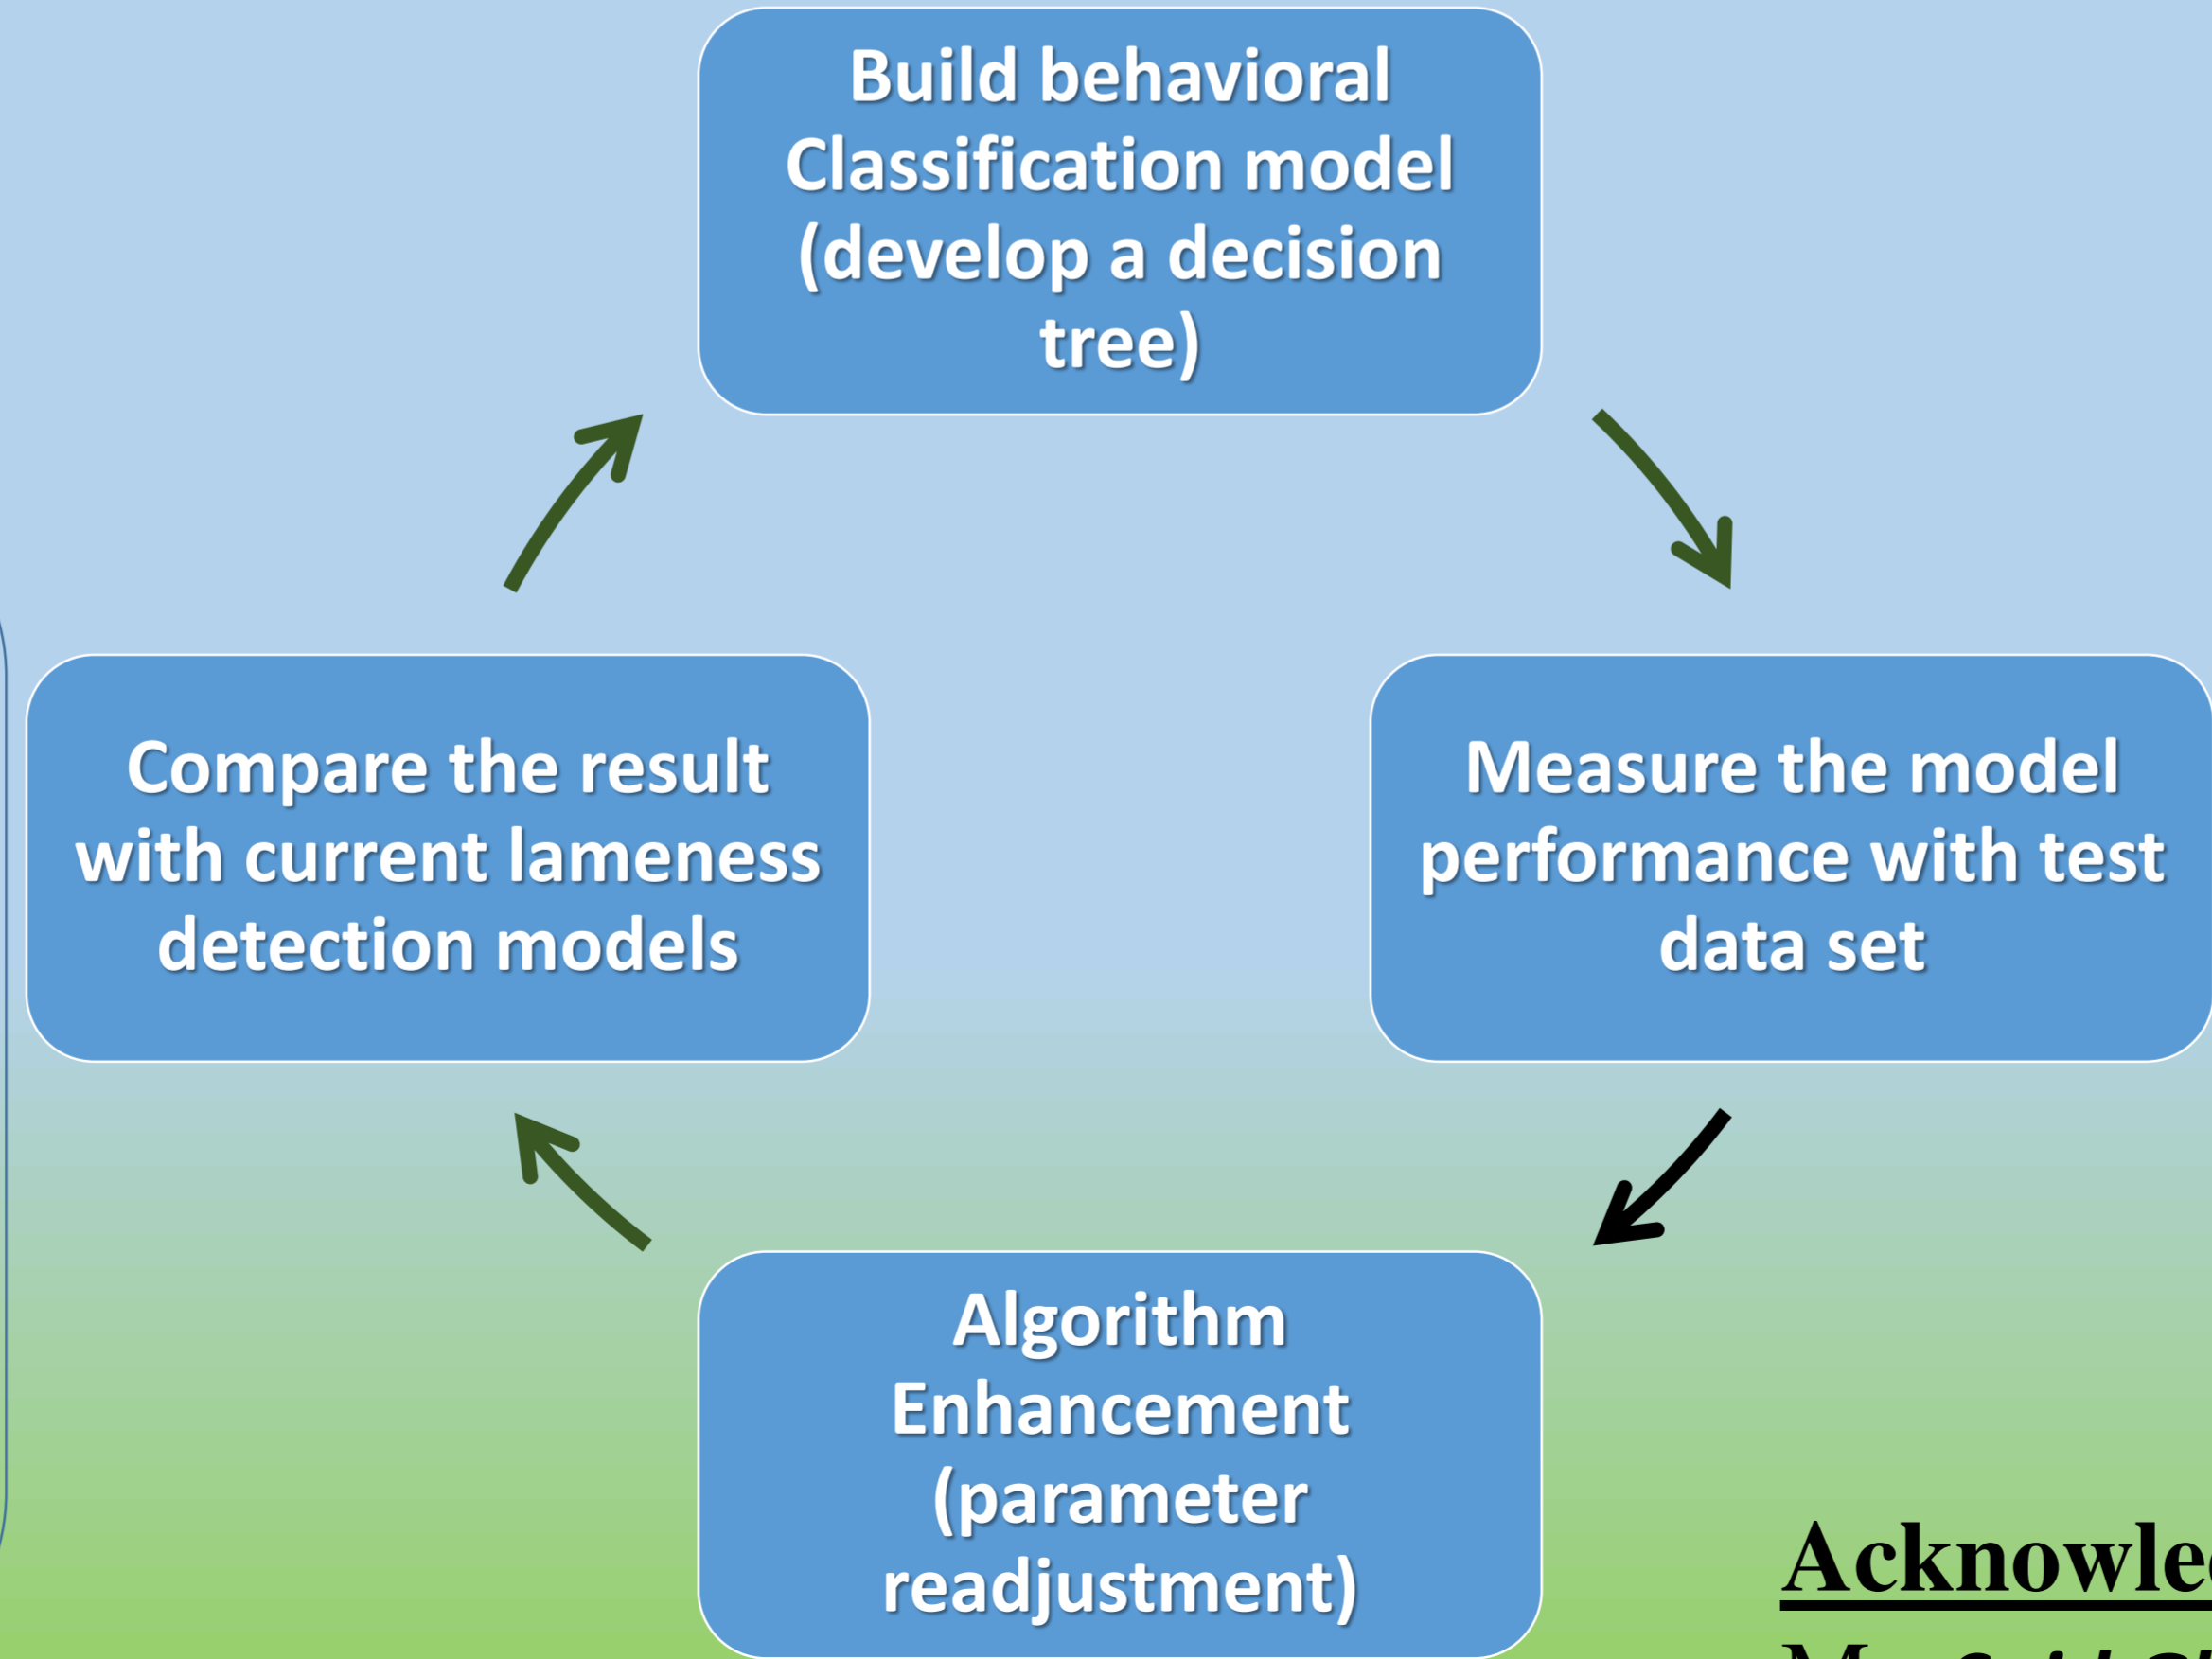 Build behavioral
Classification model
(develop a decision
tree)
Compare the result
with current lameness
detection models
Measure the model
performance with test
data set
Algorithm
Enhancement
(parameter
readjustment)